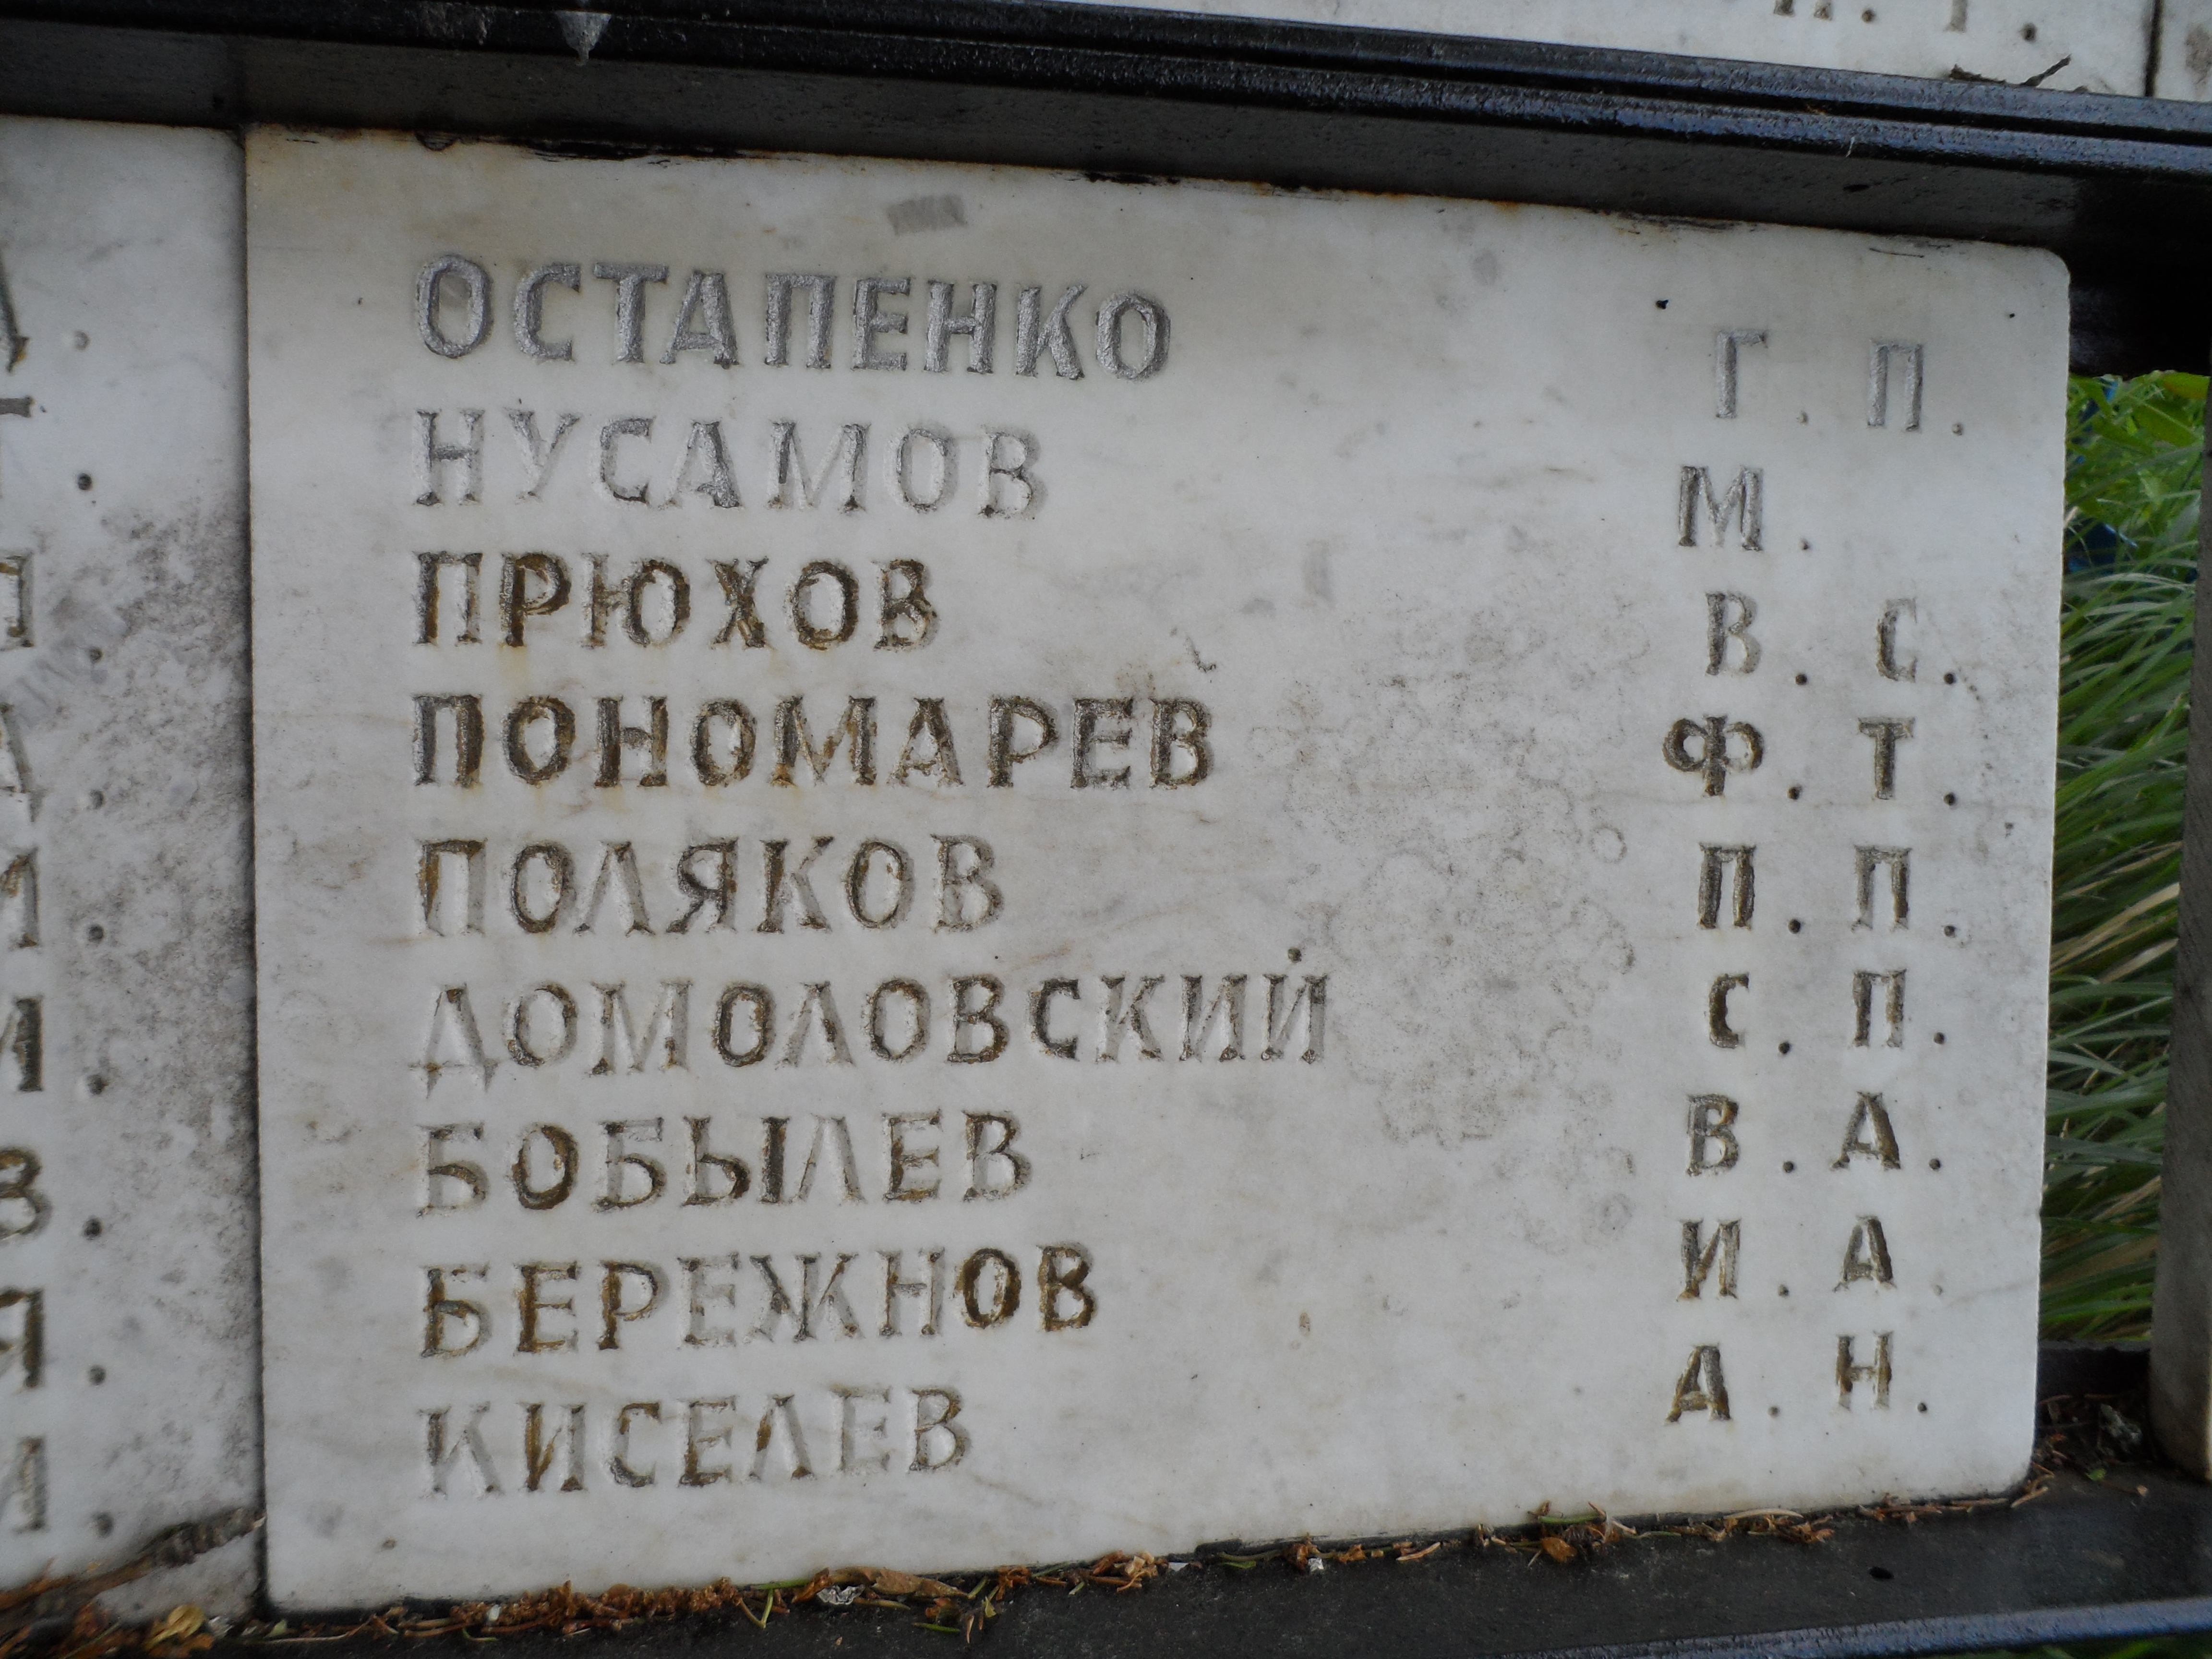 ОСТАПЕНКО Г. П.
НУСАМОВ М.
ПРЮХОВ В. С.
ПОНОМАРЕВ Ф. Т.
ПОЛЯКОВ П. П.
ДОМОЛОВСКИЙ С. П.
БОБЫЛЕВ В. А.
БЕРЕЖНОВ И. А.
КИСЕЛЕВ А. Н.